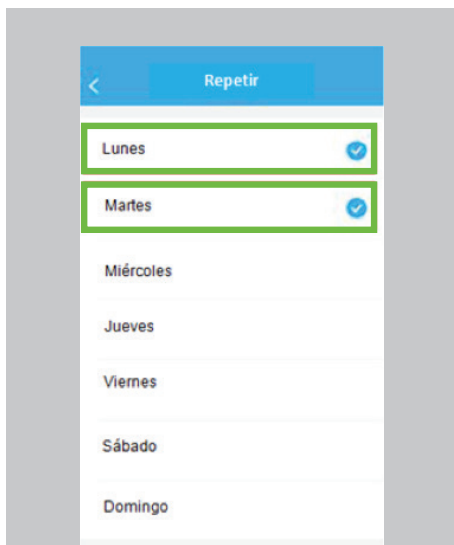 Repetir
Lunes
Martes
Miércoles
Jueves
Viernes
Sábado
Domingo